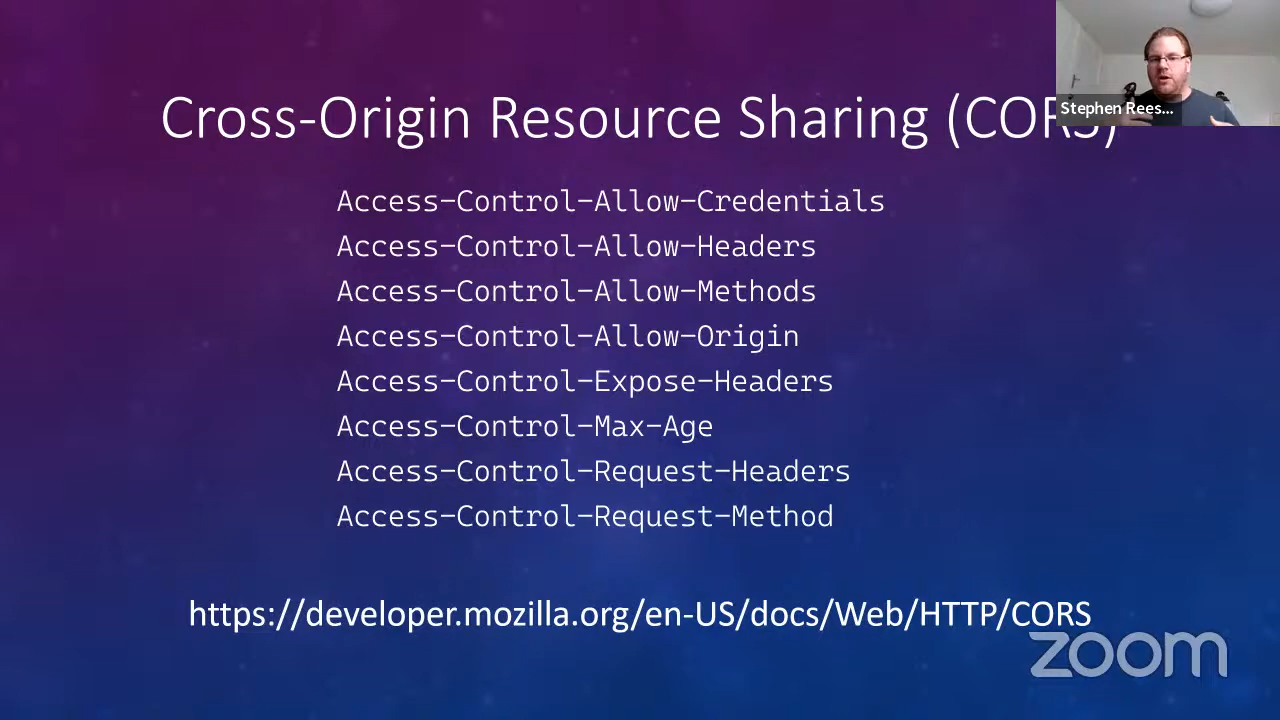 Cross-Origin Resource Sharing (CORS)
Stephen Rees...
Access-Control-Allow-Credentials
Access-Control-Allow-Headers
Access-Control-Allow-Methods
Access-Control-Allow-Origin
Access-Control-Expose-Headers
Access-Control-Max-Age
Access-Control-Request-Headers
Access-Control-Request-Method
https://developer.mozilla.org/en-US/docs/Web/HTTP/CORS
zoom